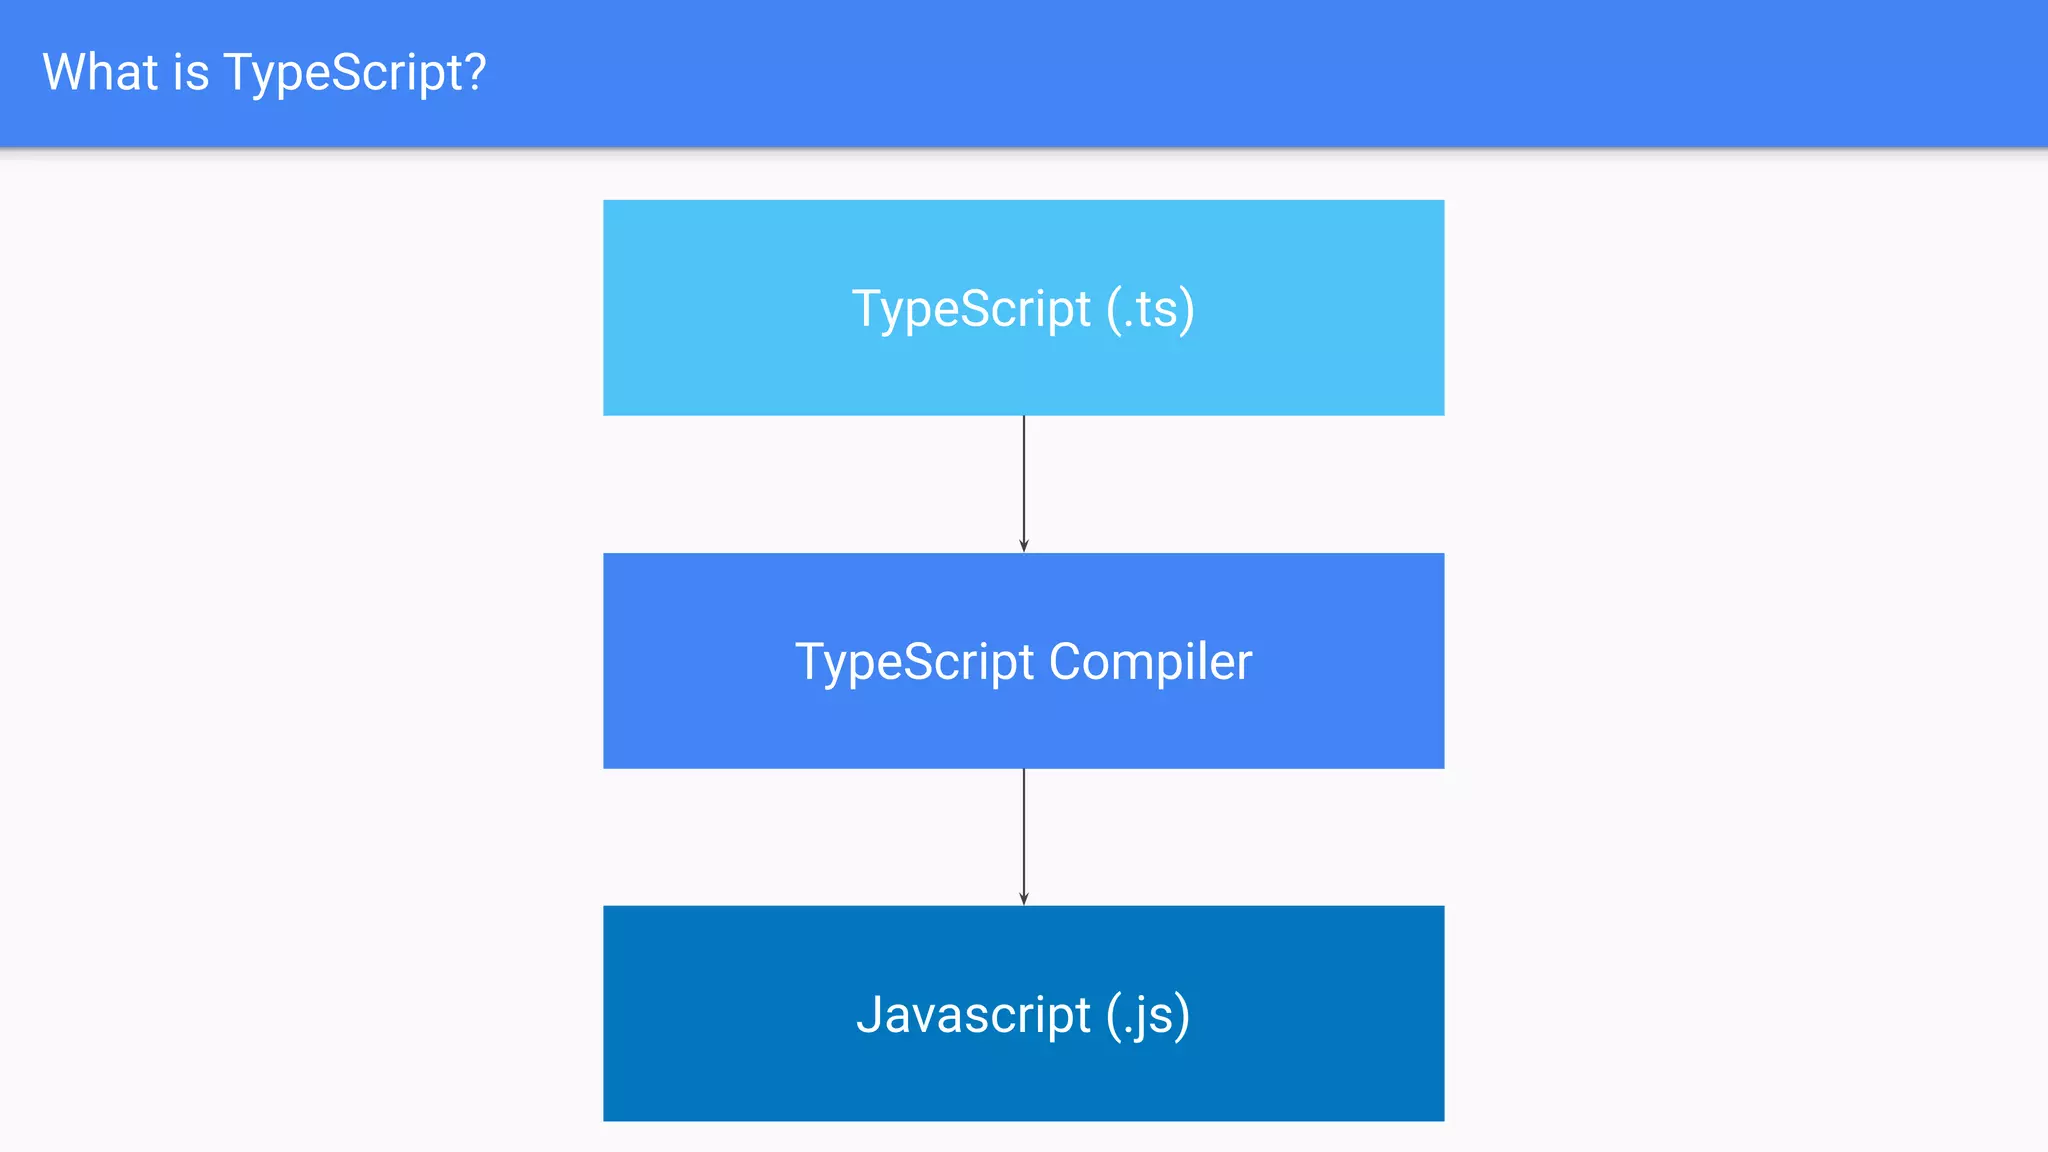 What is TypeScript?
TypeScript (.ts)
TypeScript Compiler
Javascript (.js)